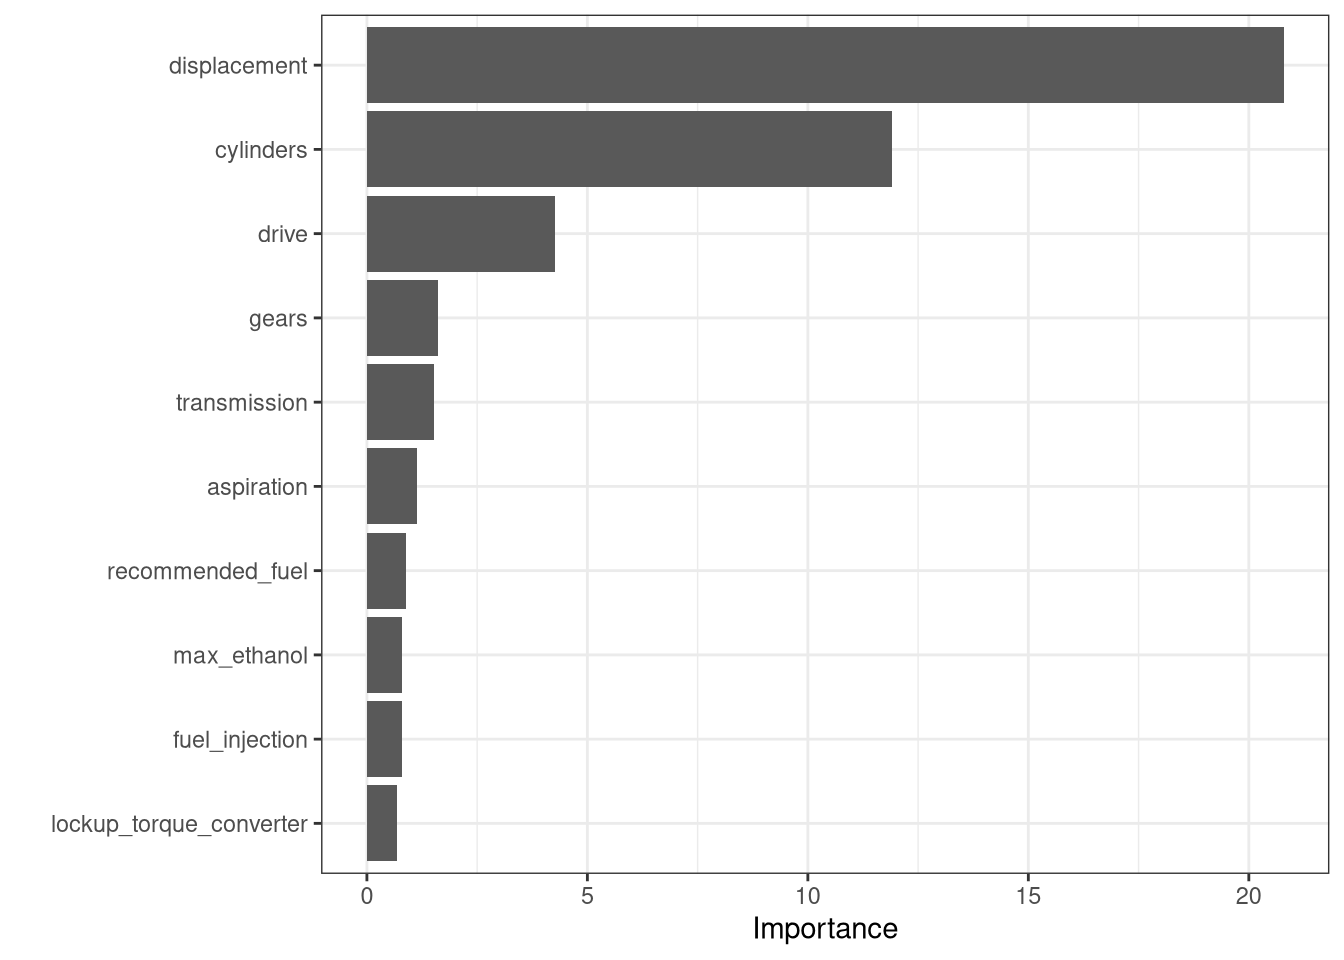 displacement
cylinders
drive
gears
transmission
aspiration
recommended_fuel
max_ethanol
fuel_injection
lockup_torque_converter
0 5 10 15 20
Importance